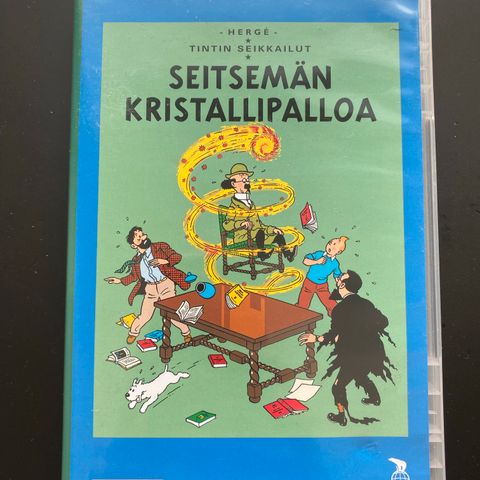 - HERGÉ -
TINTIN SEIKKAILUT
SEITSEMÄN
KRISTALLIPALLOA